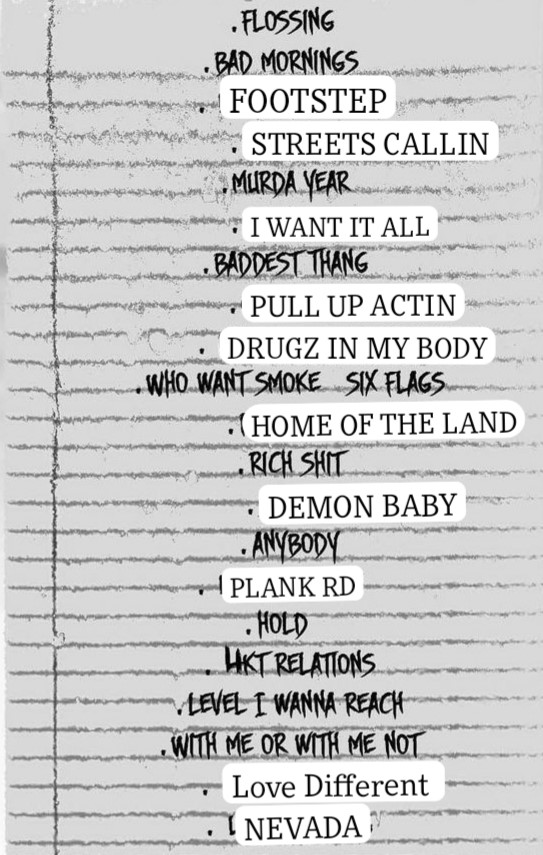 . FLOSSING
. BAD MORNINGS
. FOOTSTEP
. STREETS CALLIN
. MURDA YEAR
. I WANT IT ALL
. BADDEST THANG
. PULL UP ACTIN
. DRUGZ IN MY BODY
. WHO WANT SMOKE SIX FLAGS
. HOME OF THE LAND
. RICH SHIT
. DEMON BABY
. ANYBODY
. PLANK RD
. HOLD
. 4KT RELATIONS
. LEVEL I WANNA REACH
. WITH ME OR WITH ME NOT
. Love Different
. NEVADA